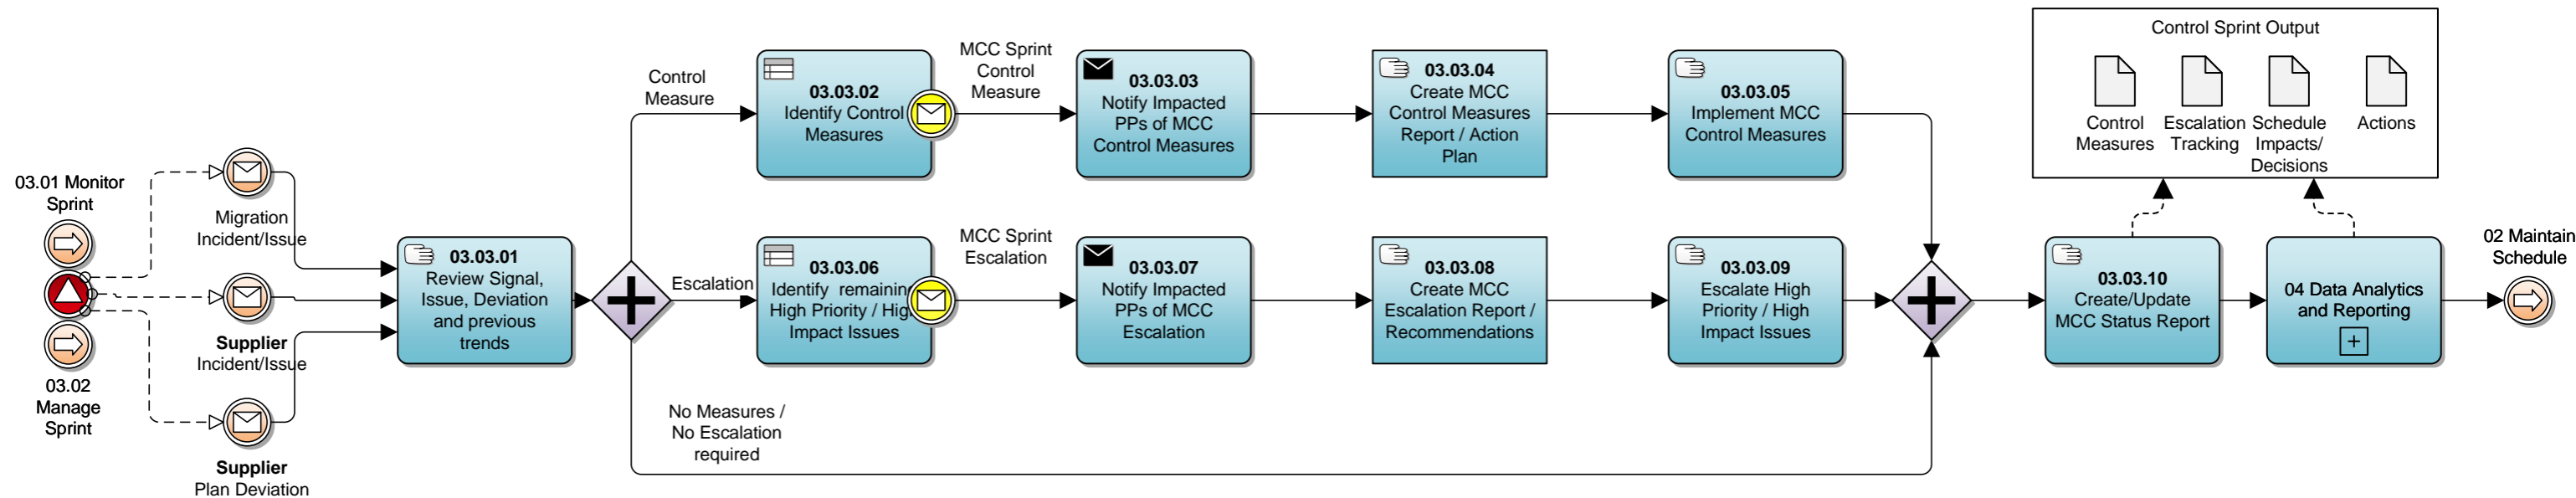 03.01 Monitor
Sprint
03.02
Manage
Sprint
Migration
Incident/Issue
Supplier
Incident/Issue
Supplier
Plan Deviation
03.03.01
Review Signal,
Issue, Deviation
and previous
trends
Control
Measure
Escalation
No Measures /
No Escalation
required
03.03.02
Identify Control
Measures
MCC Sprint
Control
Measure
03.03.03
Notify Impacted
PPs of MCC
Control Measures
03.03.04
Create MCC
Control Measures
Report / Action
Plan
03.03.05
Implement MCC
Control Measures
03.03.06
Identify remaining
High Priority / High
Impact Issues
MCC Sprint
Escalation
03.03.07
Notify Impacted
PPs of MCC
Escalation
03.03.08
Create MCC
Escalation Report /
Recommendations
03.03.09
Escalate High
Priority / High
Impact Issues
03.03.10
Create/Update
MCC Status Report
04 Data Analytics
and Reporting
Control Sprint Output
Control
Measures
Escalation
Tracking
Schedule
Impacts/
Decisions
Actions
02 Maintain
Schedule